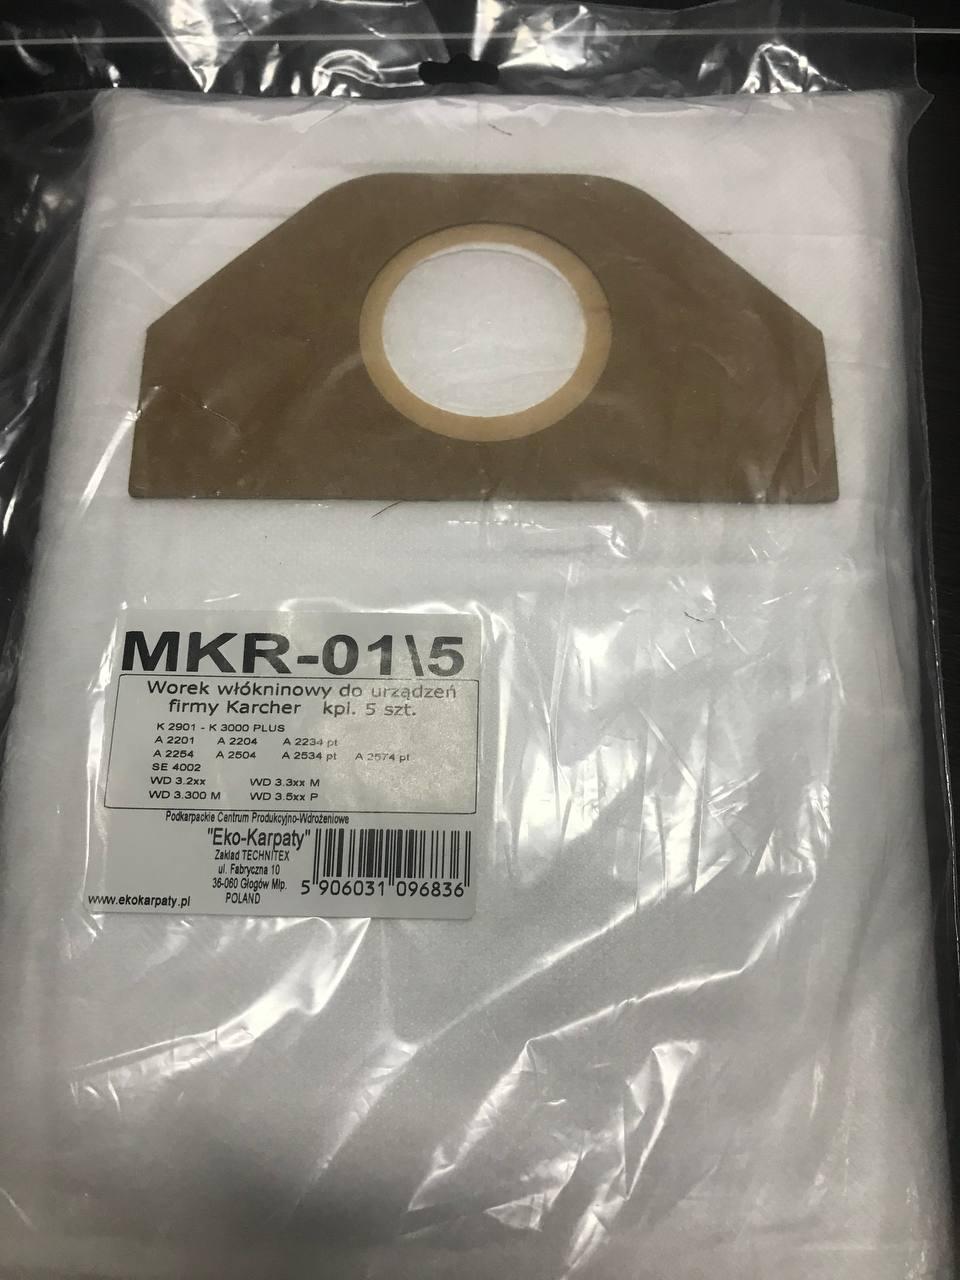 MKR-01\5
Worek włókninowy do urządzeń
firmy Karcher kpl. 5 szt.
K 2901 - K 3000 PLUS
A 2201 A 2204 A 2234 pt
A 2254 A 2504 A 2534 pt A 2574 pt
SE 4002
WD 3.2xx WD 3.3xx M
WD 3.300 M WD 3.5xx P
Podkarpackie Centrum Produkcyjno-Wdrożeniowe
"Eko-Karpaty"
Zakład TECHNITEX
ul. Fabryczna 10
36-060 Głogów Młp.
POLAND
www.ekokarpaty.pl
5 906031 096836